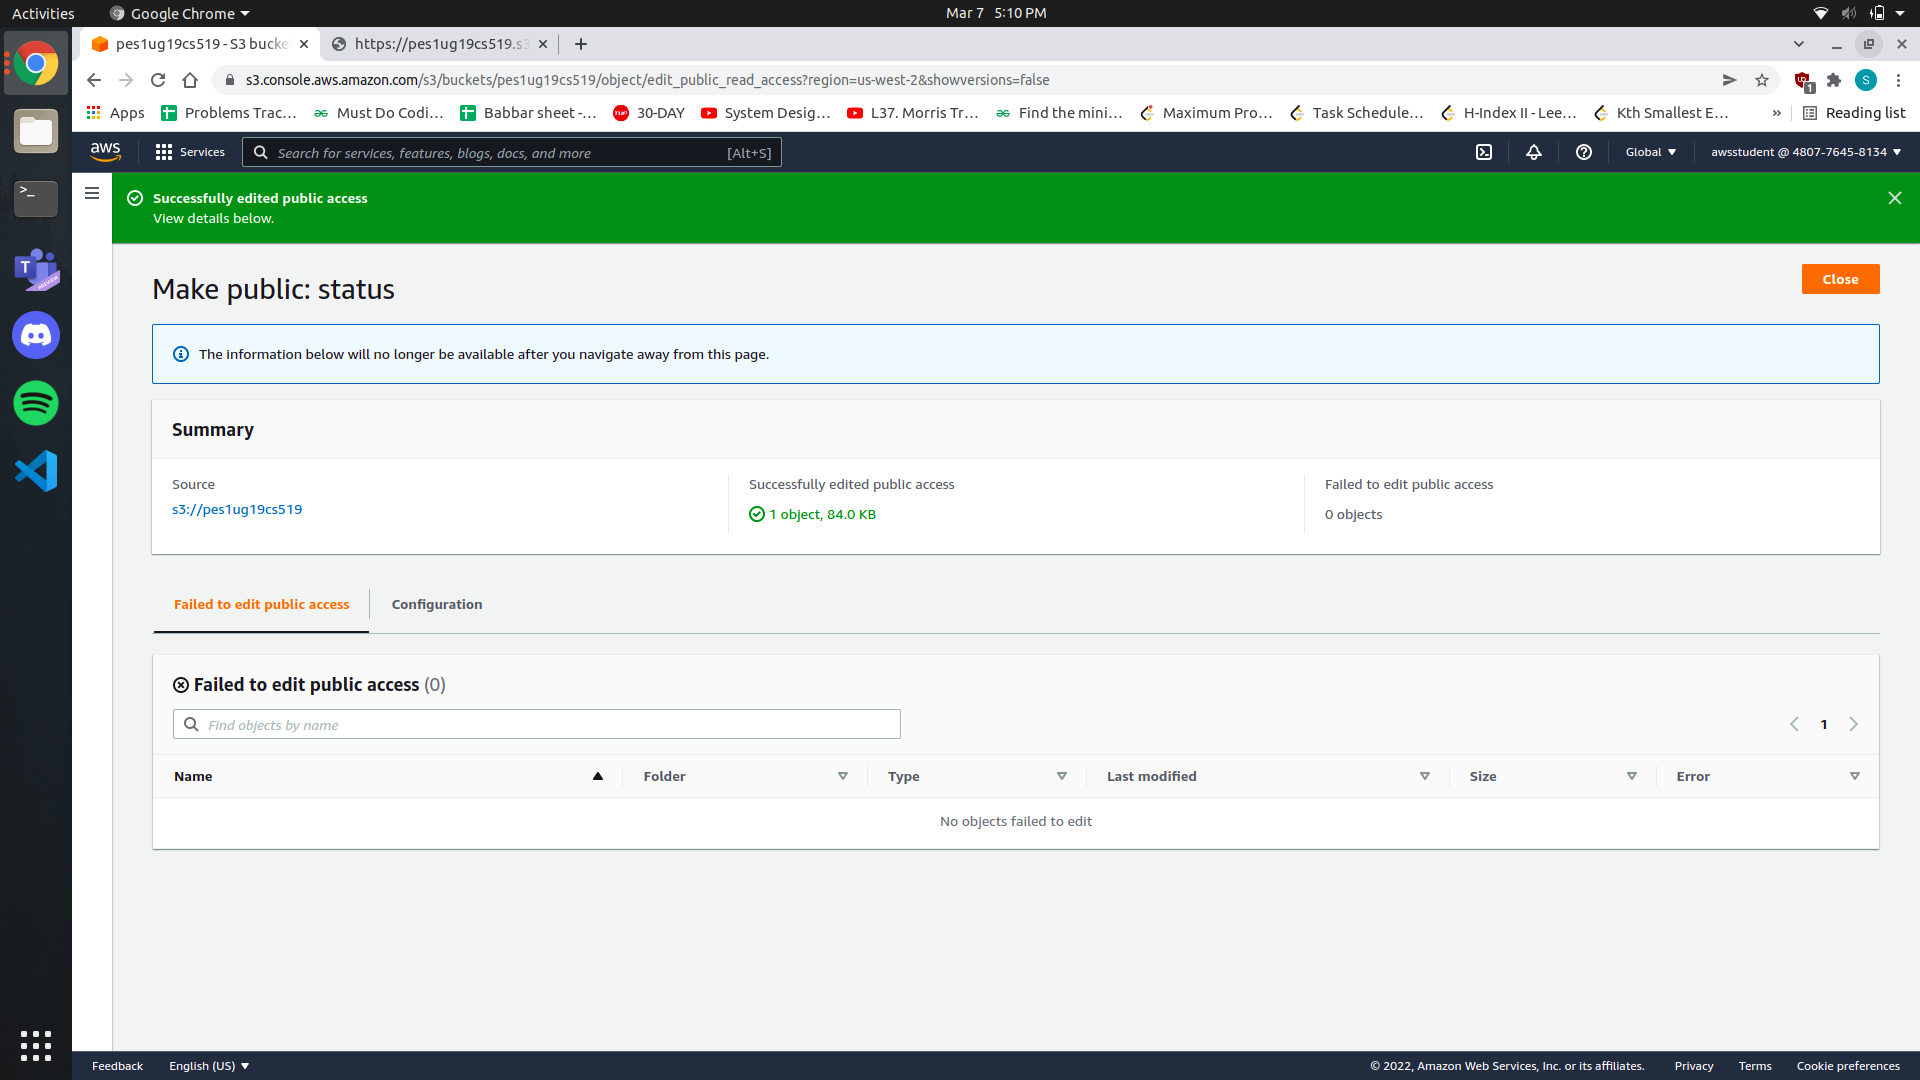 Activities
Google Chrome
Mar 7 5:10 PM
pes1ug19cs519 - S3 bucke
https://pes1ug19cs519.s3
s3.console.aws.amazon.com/s3/buckets/pes1ug19cs519/object/edit_public_read_access?region=us-west-2&showversions=false
1
S
Apps
Problems Trac...
Must Do Codi...
Babbar sheet -...
30-DAY
System Desig...
L37. Morris Tr...
Find the mini...
Maximum Pro...
Task Schedule...
H-Index II - Lee...
Kth Smallest E...
»
Reading list
aws
Services
Search for services, features, blogs, docs, and more
[Alt+S]
Global
awsstudent @ 4807-7645-8134
Successfully edited public access
View details below.
Make public: status
Close
The information below will no longer be available after you navigate away from this page.
Summary
Source
s3://pes1ug19cs519
Successfully edited public access
1 object, 84.0 KB
Failed to edit public access
0 objects
Failed to edit public access
Configuration
Failed to edit public access (0)
Find objects by name
1
Name
Folder
Type
Last modified
Size
Error
No objects failed to edit
Feedback
English (US)
© 2022, Amazon Web Services, Inc. or its affiliates.
Privacy
Terms
Cookie preferences